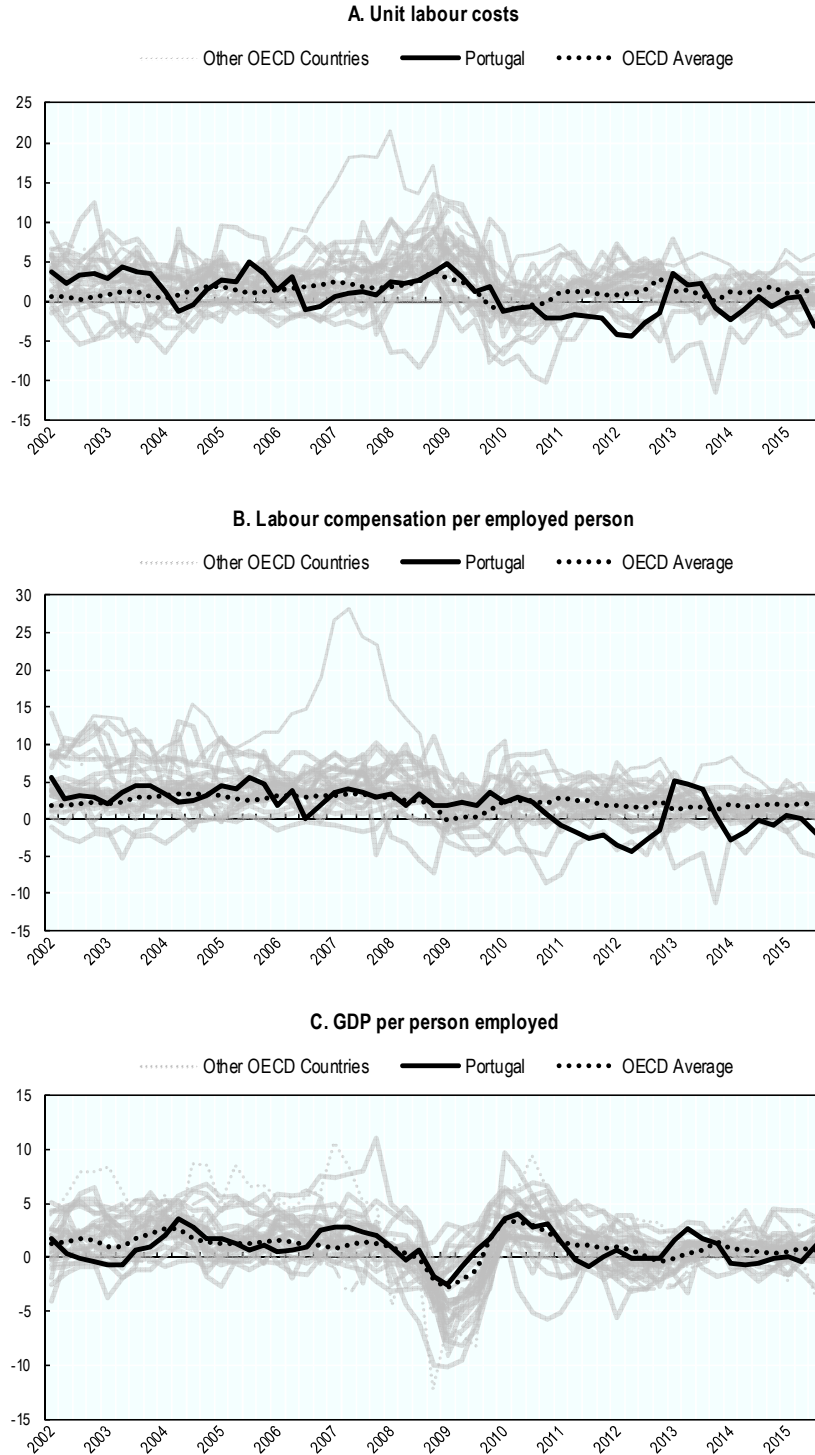 A. Unit labour costs
Other OECD Countries Portugal OECD Average
25
20
15
10
5
0
-5
-10
-15
2002 2003 2004 2005 2006 2007 2008 2009 2010 2011 2012 2013 2014 2015
B. Labour compensation per employed person
Other OECD Countries Portugal OECD Average
30
25
20
15
10
5
0
-5
-10
-15
2002 2003 2004 2005 2006 2007 2008 2009 2010 2011 2012 2013 2014 2015
C. GDP per person employed
Other OECD Countries Portugal OECD Average
15
10
5
0
-5
-10
-15
2002 2003 2004 2005 2006 2007 2008 2009 2010 2011 2012 2013 2014 2015